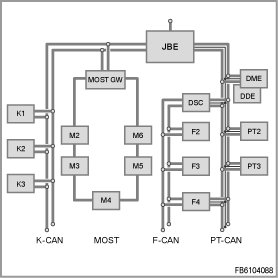 JBE
MOST GW
DME
DDE
DSC
K1
M2
M6
F2
PT2
K2
M3
M5
F3
PT3
K3
M4
F4
K-CAN
MOST
F-CAN
PT-CAN
FB6104088